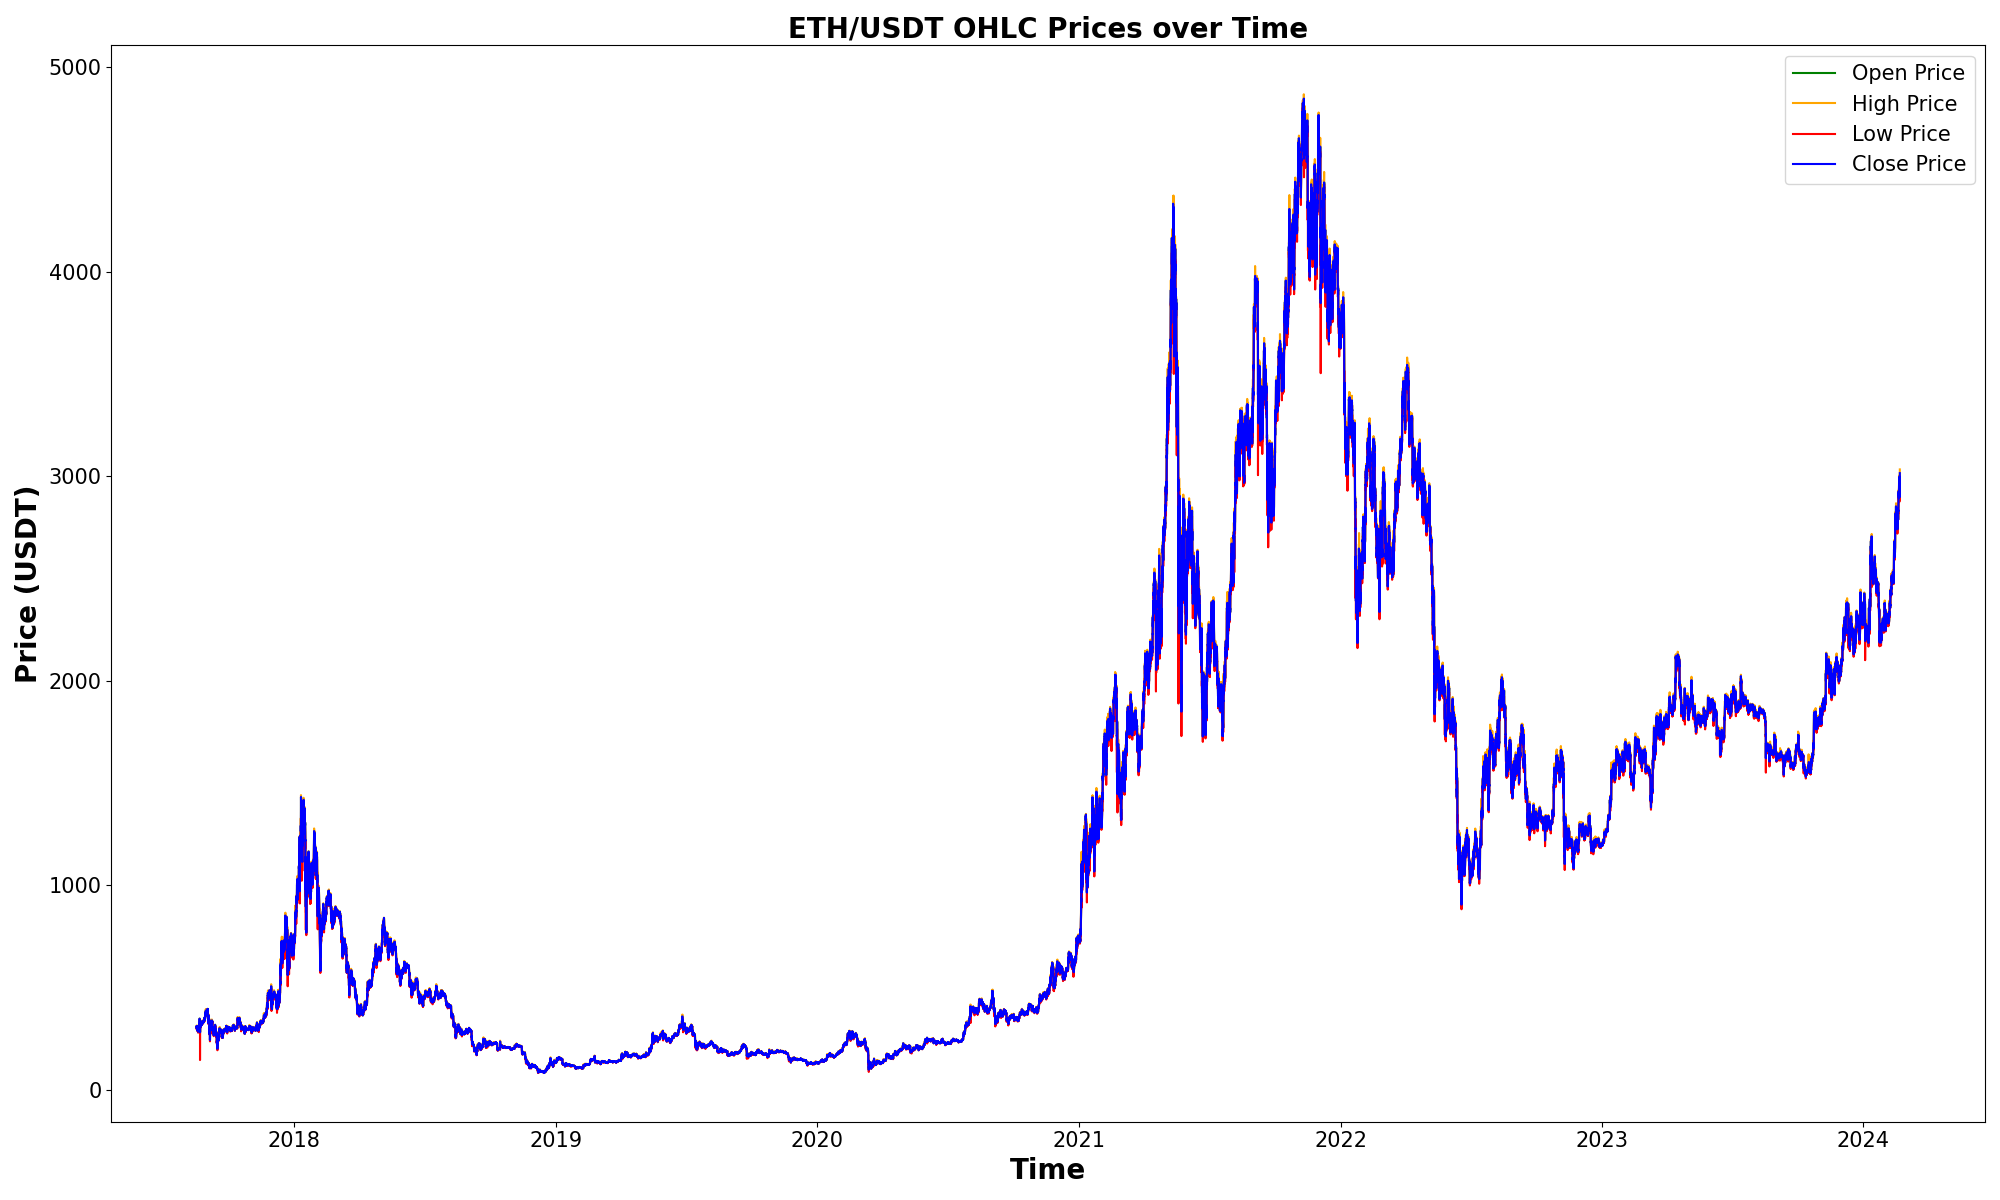 ETH/USDT OHLC Prices over Time
Open Price
High Price
Low Price
Close Price
Price (USDT)
5000
4000
3000
2000
1000
0
2018 2019 2020 2021 2022 2023 2024
Time